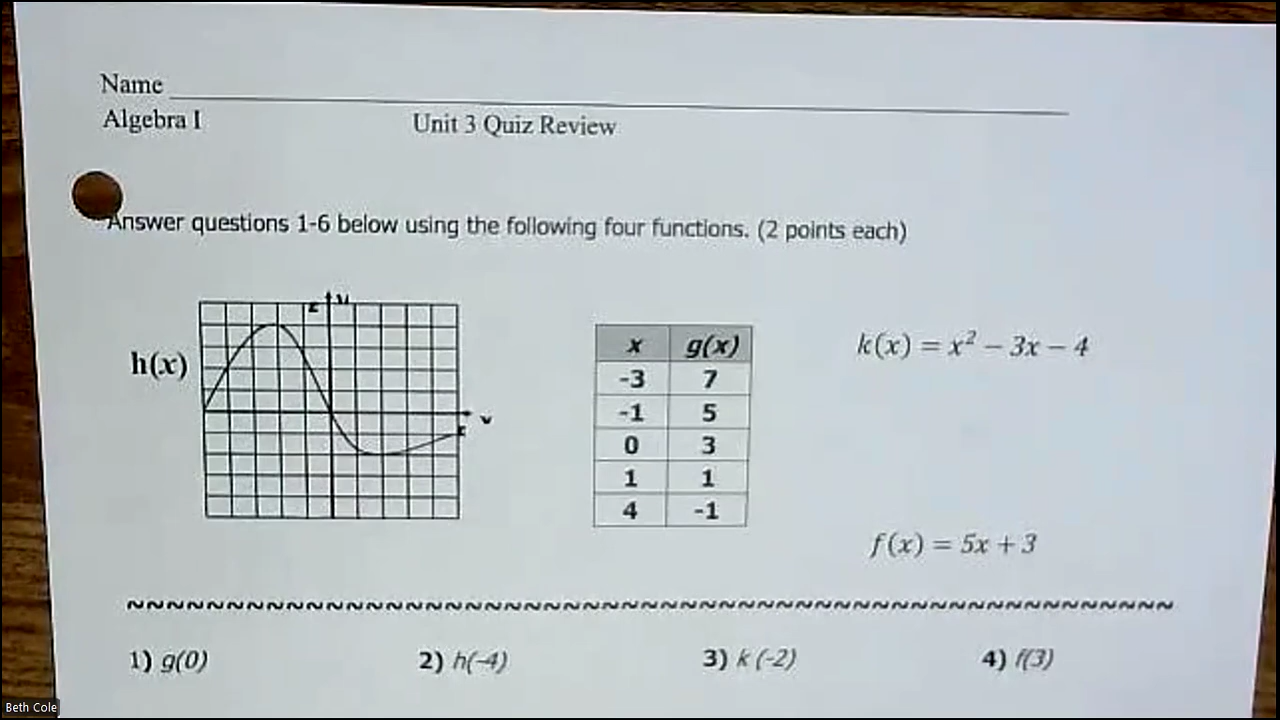 Name
Algebra I Unit 3 Quiz Review
Answer questions 1-6 below using the following four functions. (2 points each)
h(x)
x g(x)
-3 7
-1 5
0 3
1 1
4 -1
k(x) = x² – 3x – 4
f(x) = 5x + 3
~~~~~~~~~~~~~~~~~~~~~~~~~~~~~~~~~~~~~~~~~~~~~~~~~~~~~
1) g(0) 2) h(-4) 3) k (-2) 4) f(3)
Beth Cole